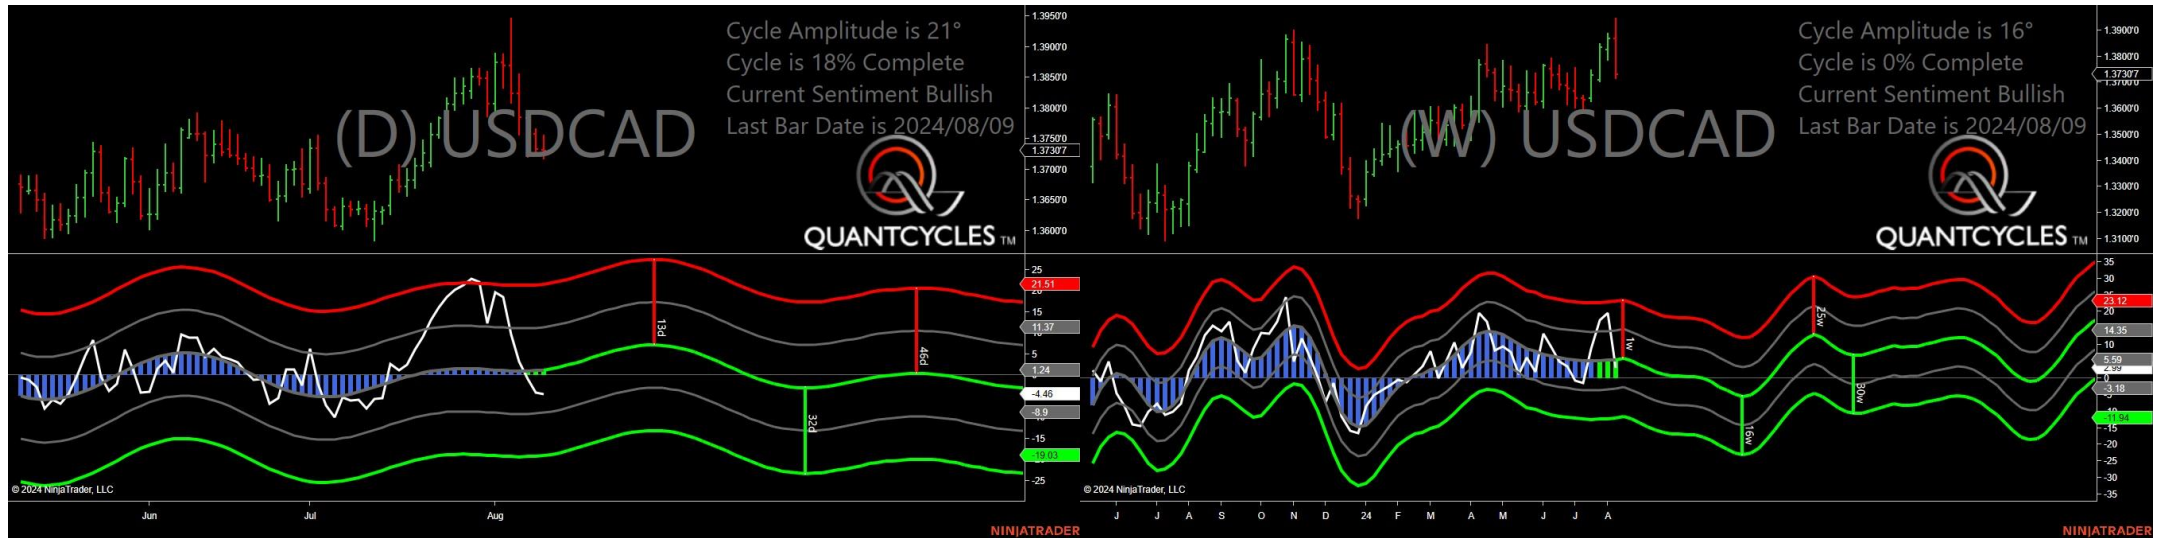 Cycle Amplitude is 21°
Cycle is 18% Complete
Current Sentiment Bullish
Last Bar Date is 2024/08/09
(D) USDCAD
QUANTCYCLES TM
1.3950'0
1.3900'0
1.3850'0
1.3800'0
1.3750'0
1.3730'7
1.3700'0
1.3650'0
1.3600'0
25
21.51
15
11.37
5
1.24
-4.46
-8.9
-15
-19.03
-25
13d
32d
46d
© 2024 NinjaTrader, LLC
Jun Jul Aug
NINJATRADER
Cycle Amplitude is 16°
Cycle is 0% Complete
Current Sentiment Bullish
Last Bar Date is 2024/08/09
(W) USDCAD
QUANTCYCLES TM
1.3900'0
1.3800'0
1.3730'7
1.3700'0
1.3600'0
1.3500'0
1.3400'0
1.3300'0
1.3200'0
1.3100'0
35
30
25
23.12
20
14.35
10
5.59
2.99
0
-3.18
-5
-11.94
-15
-20
-25
-30
-35
1w
16w
25w
80w
© 2024 NinjaTrader, LLC
J J A S O N D 24 F M A M J J A
NINJATRADER